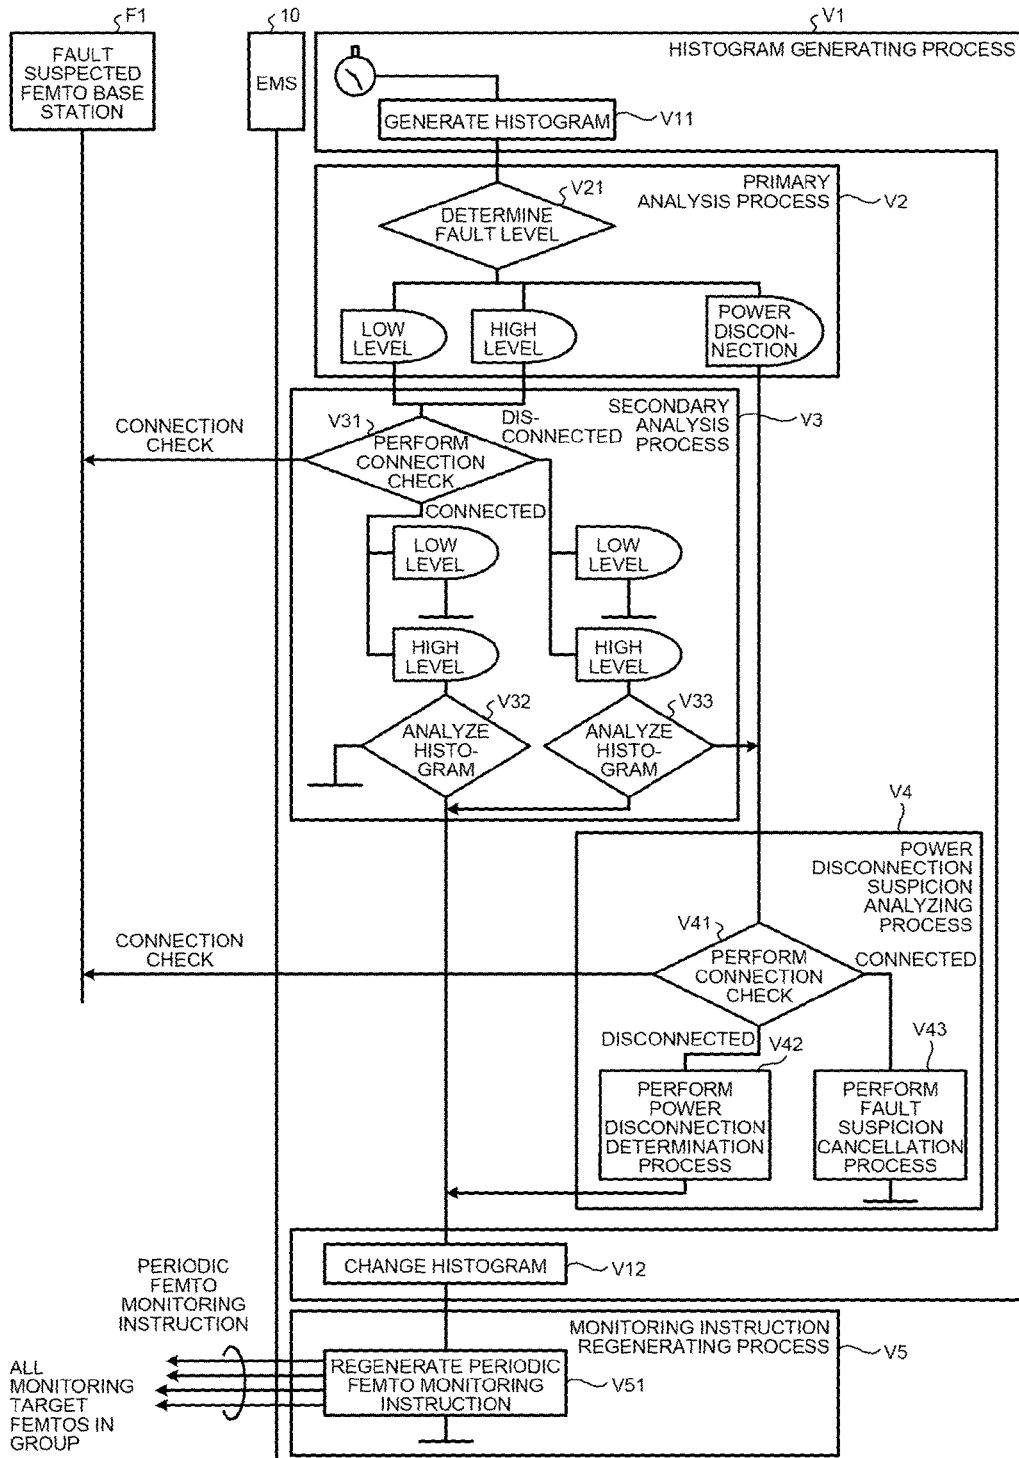 F1
10
V1
FAULT
SUSPECTED
FEMTO BASE
STATION
EMS
HISTOGRAM GENERATING PROCESS
GENERATE HISTOGRAM
V11
PRIMARY
ANALYSIS PROCESS
V2
V21
DETERMINE
FAULT LEVEL
LOW
LEVEL
HIGH
LEVEL
POWER
DISCON-
NECTION
SECONDARY
ANALYSIS
PROCESS
V3
CONNECTION
CHECK
V31
PERFORM
CONNECTION
CHECK
DIS-
CONNECTED
CONNECTED
LOW
LEVEL
LOW
LEVEL
HIGH
LEVEL
HIGH
LEVEL
V32
ANALYZE
HISTO-
GRAM
V33
ANALYZE
HISTO-
GRAM
V4
POWER
DISCONNECTION
SUSPICION
ANALYZING
PROCESS
CONNECTION
CHECK
V41
PERFORM
CONNECTION
CHECK
CONNECTED
DISCONNECTED
V42
V43
PERFORM
POWER
DISCONNECTION
DETERMINATION
PROCESS
PERFORM
FAULT
SUSPICION
CANCELLATION
PROCESS
CHANGE HISTOGRAM
V12
PERIODIC
FEMTO
MONITORING
INSTRUCTION
MONITORING INSTRUCTION
REGENERATING PROCESS
V5
REGENERATE PERIODIC
FEMTO MONITORING
INSTRUCTION
V51
ALL
MONITORING
TARGET
FEMTOS IN
GROUP